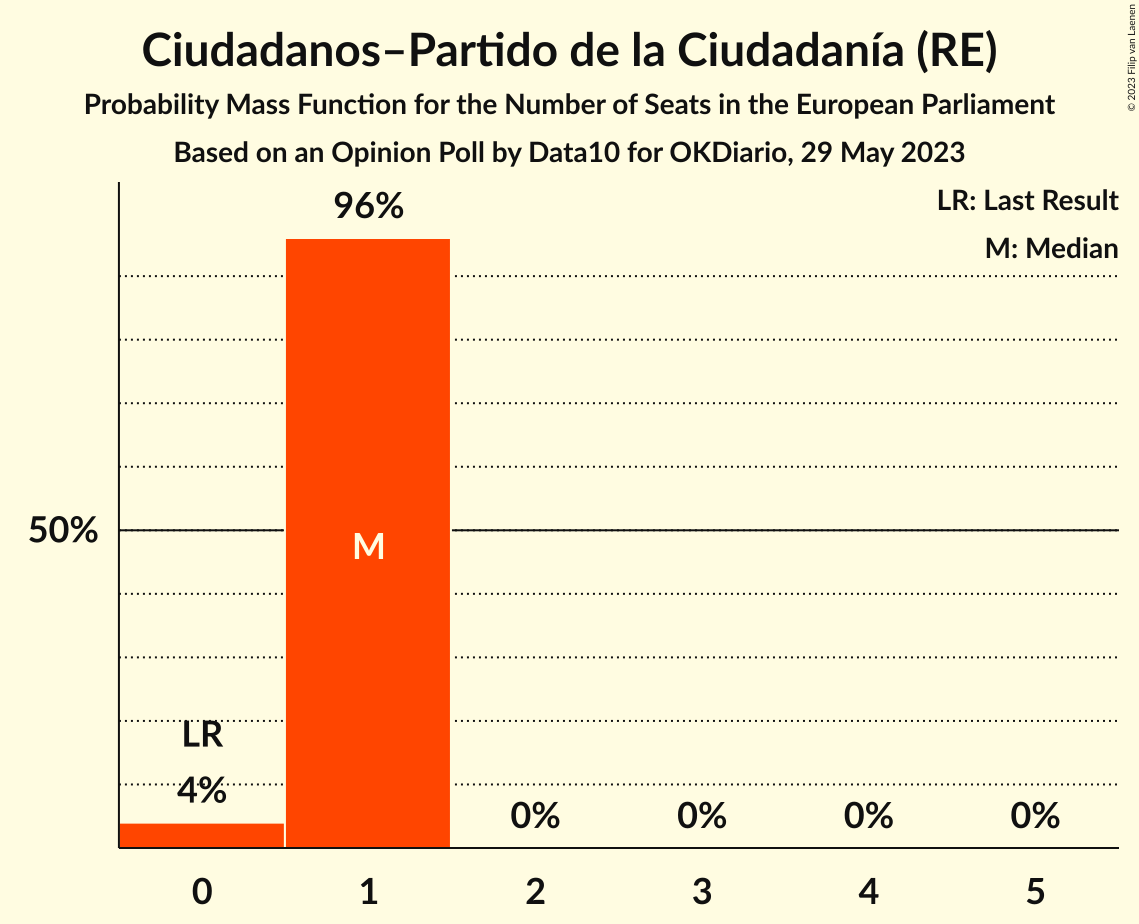 Ciudadanos–Partido de la Ciudadanía (RE)
Probability Mass Function for the Number of Seats in the European Parliament
Based on an Opinion Poll by Data10 for OKDiario, 29 May 2023
© 2023 Filip van Laenen
LR: Last Result
M: Median
96%
50%
M
LR
4%
0%
0%
0%
0%
0
1
2
3
4
5